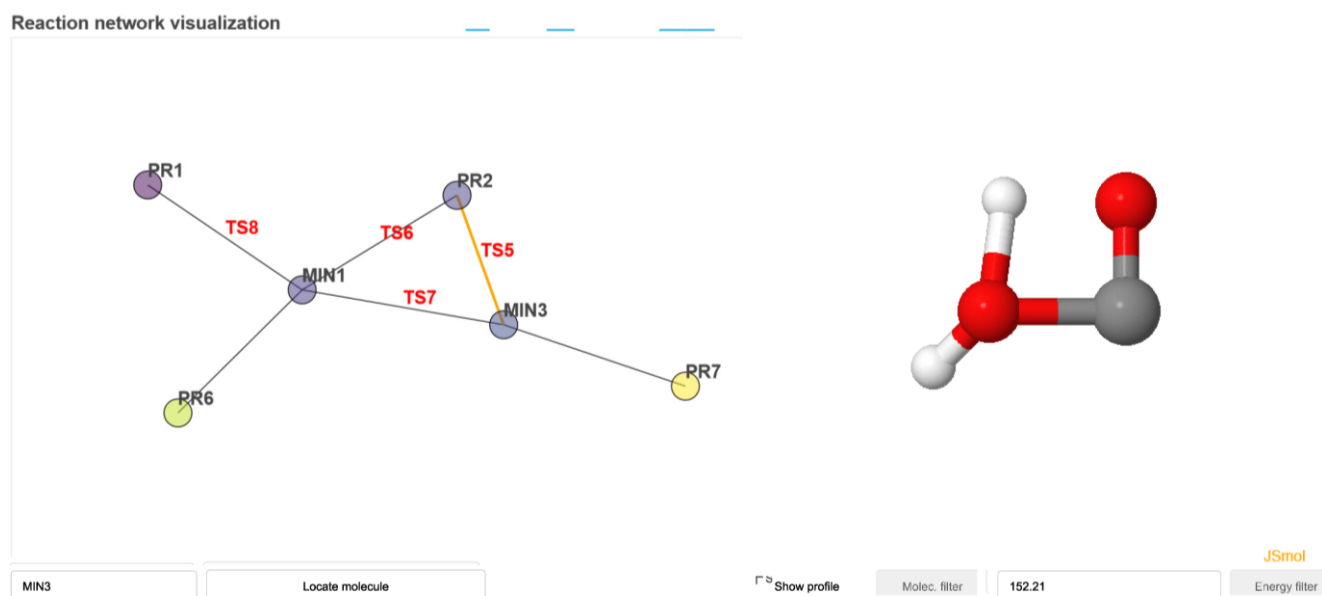 Reaction network visualization
PR1
PR2
TS8
TS6
TS5
MIN1
TS7
MIN3
PR7
PR6
JSmol
MIN3
Locate molecule
Show profile
Molec. filter
152.21
Energy filter